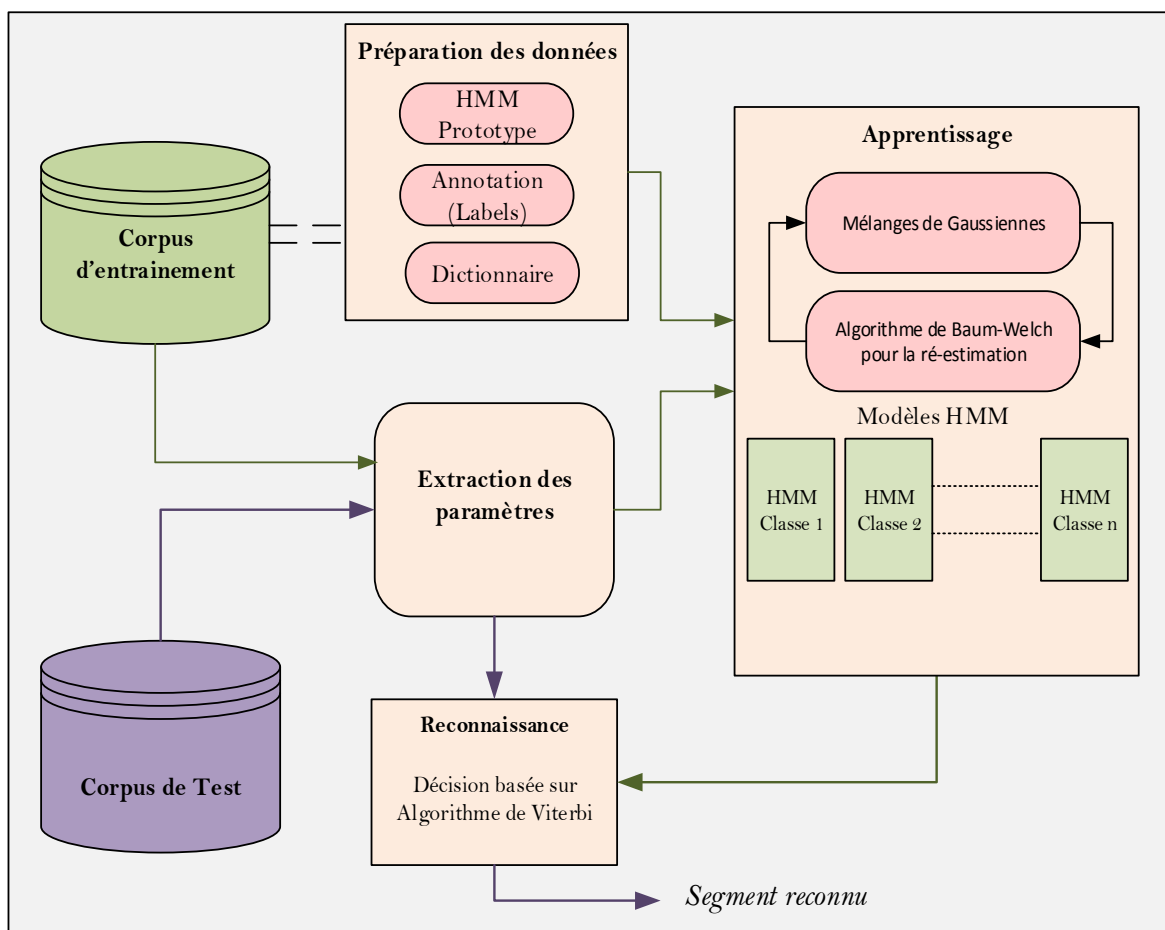 Préparation des données
HMM
Prototype
Annotation
(Labels)
Dictionnaire
Corpus
d'entrainement
Apprentissage
Mélanges de Gaussiennes
Algorithme de Baum-Welch
pour la ré-estimation
Modèles HMM
HMM
Classe 1
HMM
Classe 2
HMM
Classe n
Extraction des
paramètres
Corpus de Test
Reconnaissance
Décision basée sur
Algorithme de Viterbi
Segment reconnu